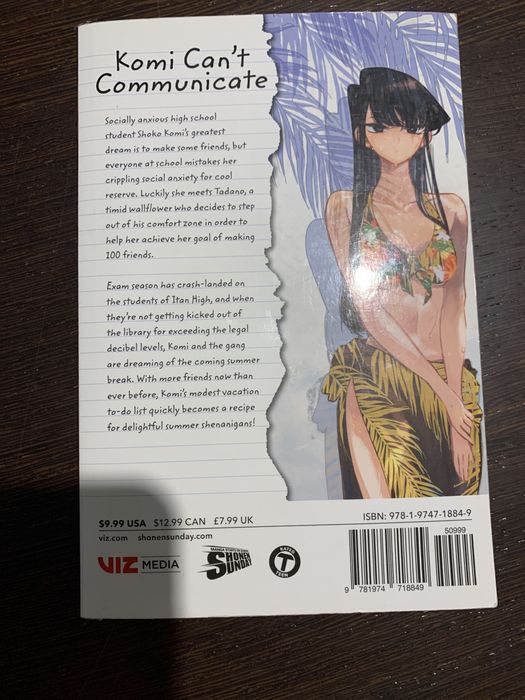 Komi Can't
Communicate
Socially anxious high school
student Shoko Komi's greatest
dream is to make some friends, but
everyone at school mistakes her
crippling social anxiety for cool
reserve. Luckily she meets Tadano, a
timid wallflower who decides to step
out of his comfort zone in order to
help her achieve her goal of making
100 friends.
Exam season has crash-landed on
the students of Itan High, and when
they're not getting kicked out of
the library for exceeding the legal
decibel levels, Komi and the gang
are dreaming of the coming summer
break. With more friends now than
ever before, Komi's modest vacation
to-do list quickly becomes a recipe
for delightful summer shenanigans!
$9.99 USA $12.99 CAN £7.99 UK
viz.com shonensunday.com
VIZ MEDIA
SHONEN
SUNDAY
RATED
T
TEEN
ISBN: 978-1-9747-1884-9
50999
9 781974 718849